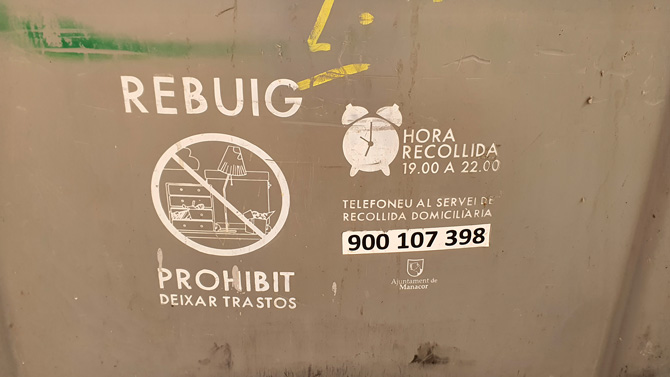 REBUIG
PROHIBIT
DEIXAR TRASTOS
HORA
RECOLLIDA
19.00 A 22.00
TELEFONEU AL SERVEI DE
RECOLLIDA DOMICILIÀRIA
900 107 398
Ajuntament de
Manacor